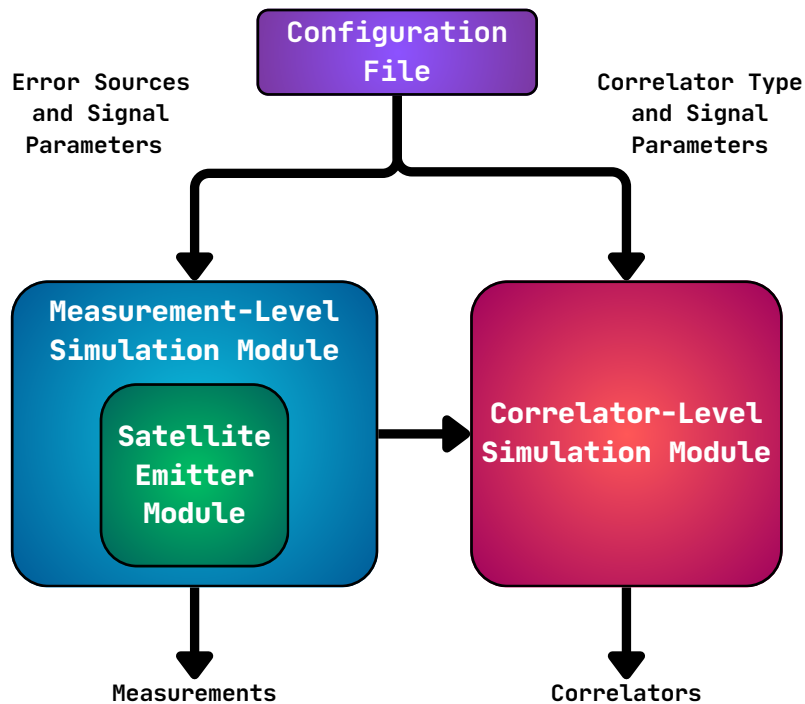 Configuration
File
Error Sources
and Signal
Parameters
Correlator Type
and Signal
Parameters
Measurement-Level
Simulation Module
Satellite
Emitter
Module
Correlator-Level
Simulation Module
Measurements
Correlators